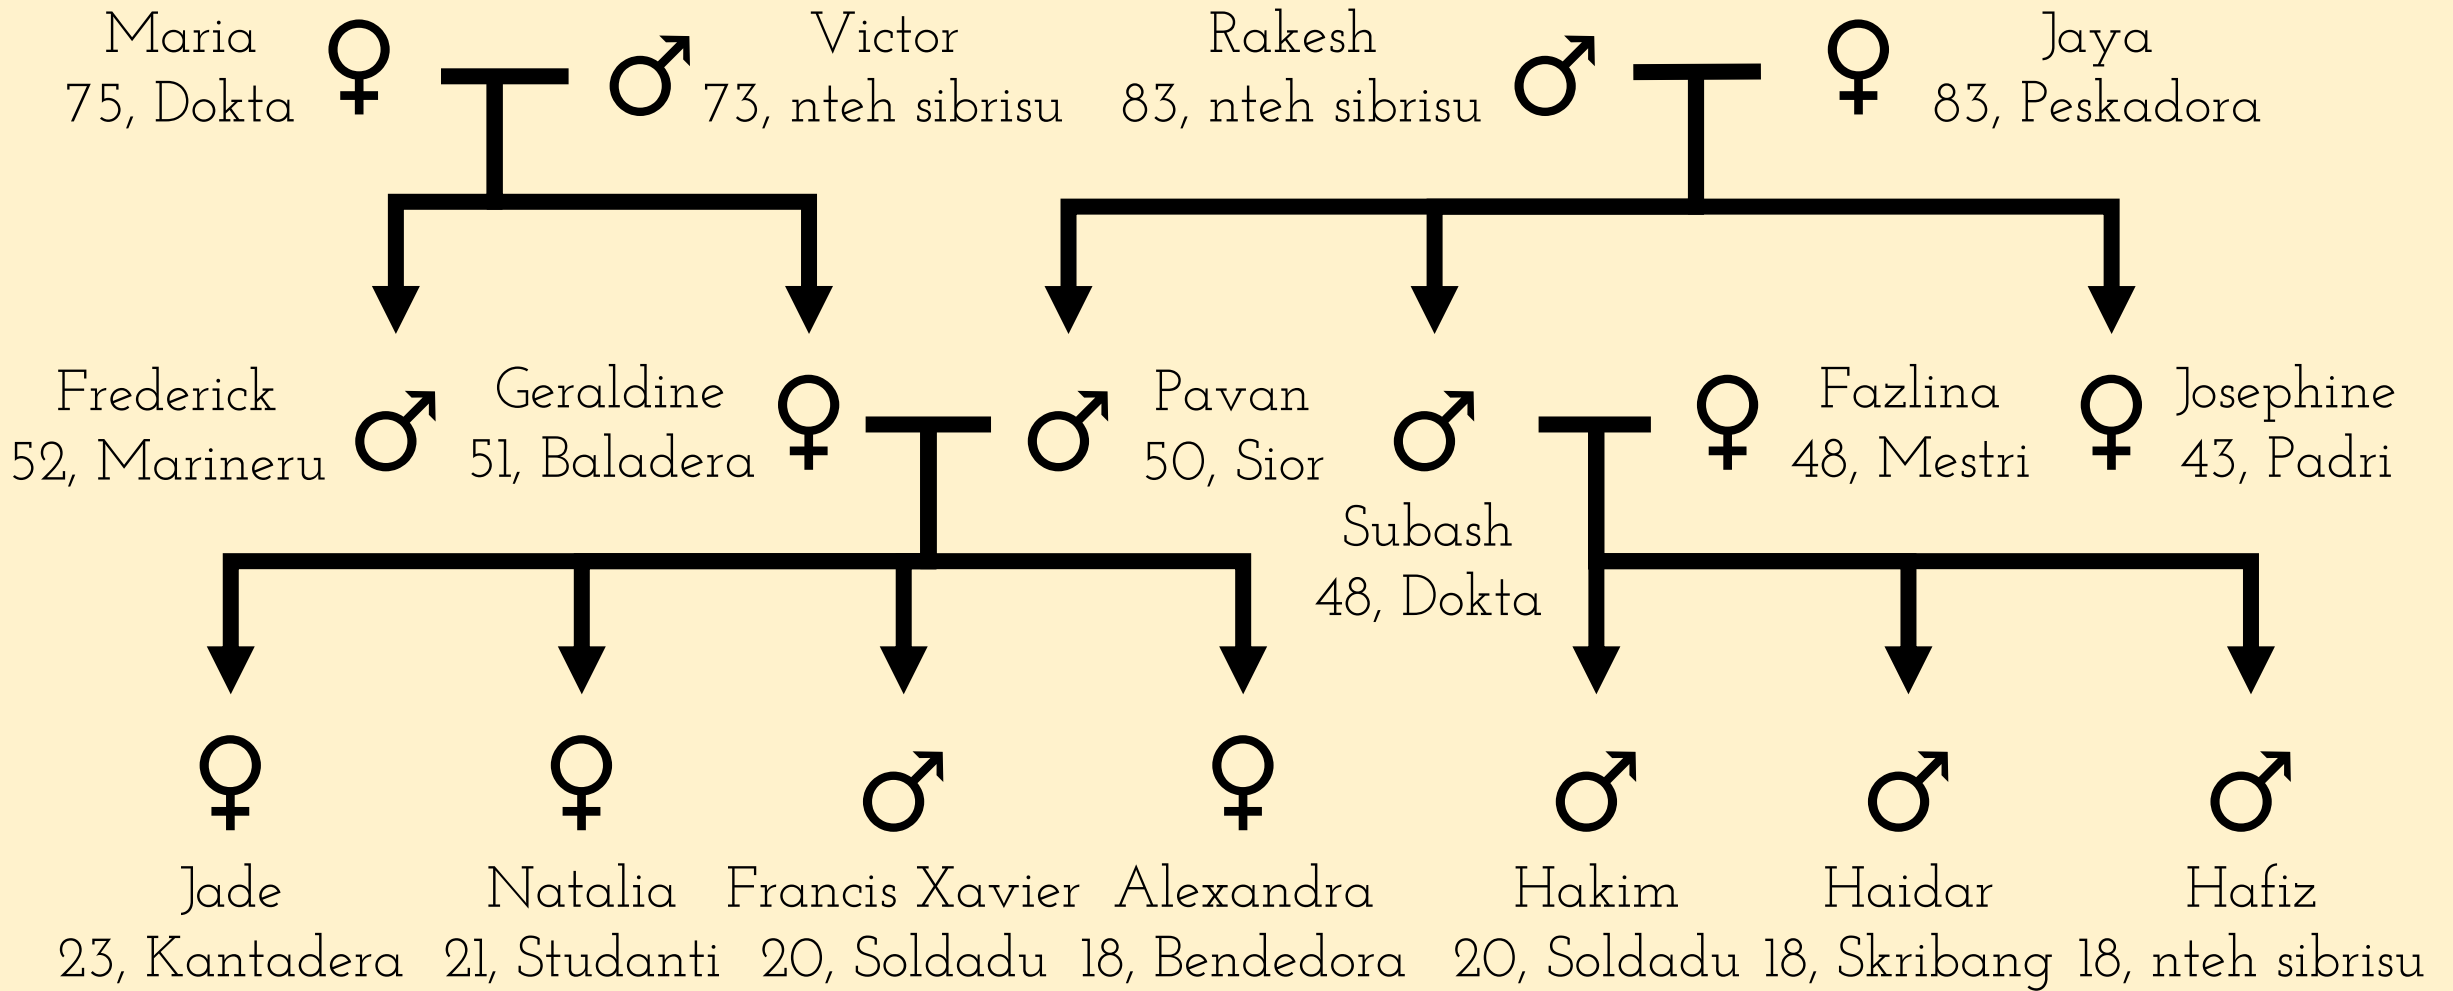 Maria
75, Dokta
Victor
73, nteh sibrisu
Rakesh
83, nteh sibrisu
Jaya
83, Peskadora
Frederick
52, Marineru
Geraldine
51, Baladera
Pavan
50, Sior
Subash
48, Dokta
Fazlina
48, Mestri
Josephine
43, Padri
Jade
23, Kantadera
Natalia
21, Studanti
Francis Xavier
20, Soldadu
Alexandra
18, Bendedora
Hakim
20, Soldadu
Haidar
18, Skribang
Hafiz
18, nteh sibrisu